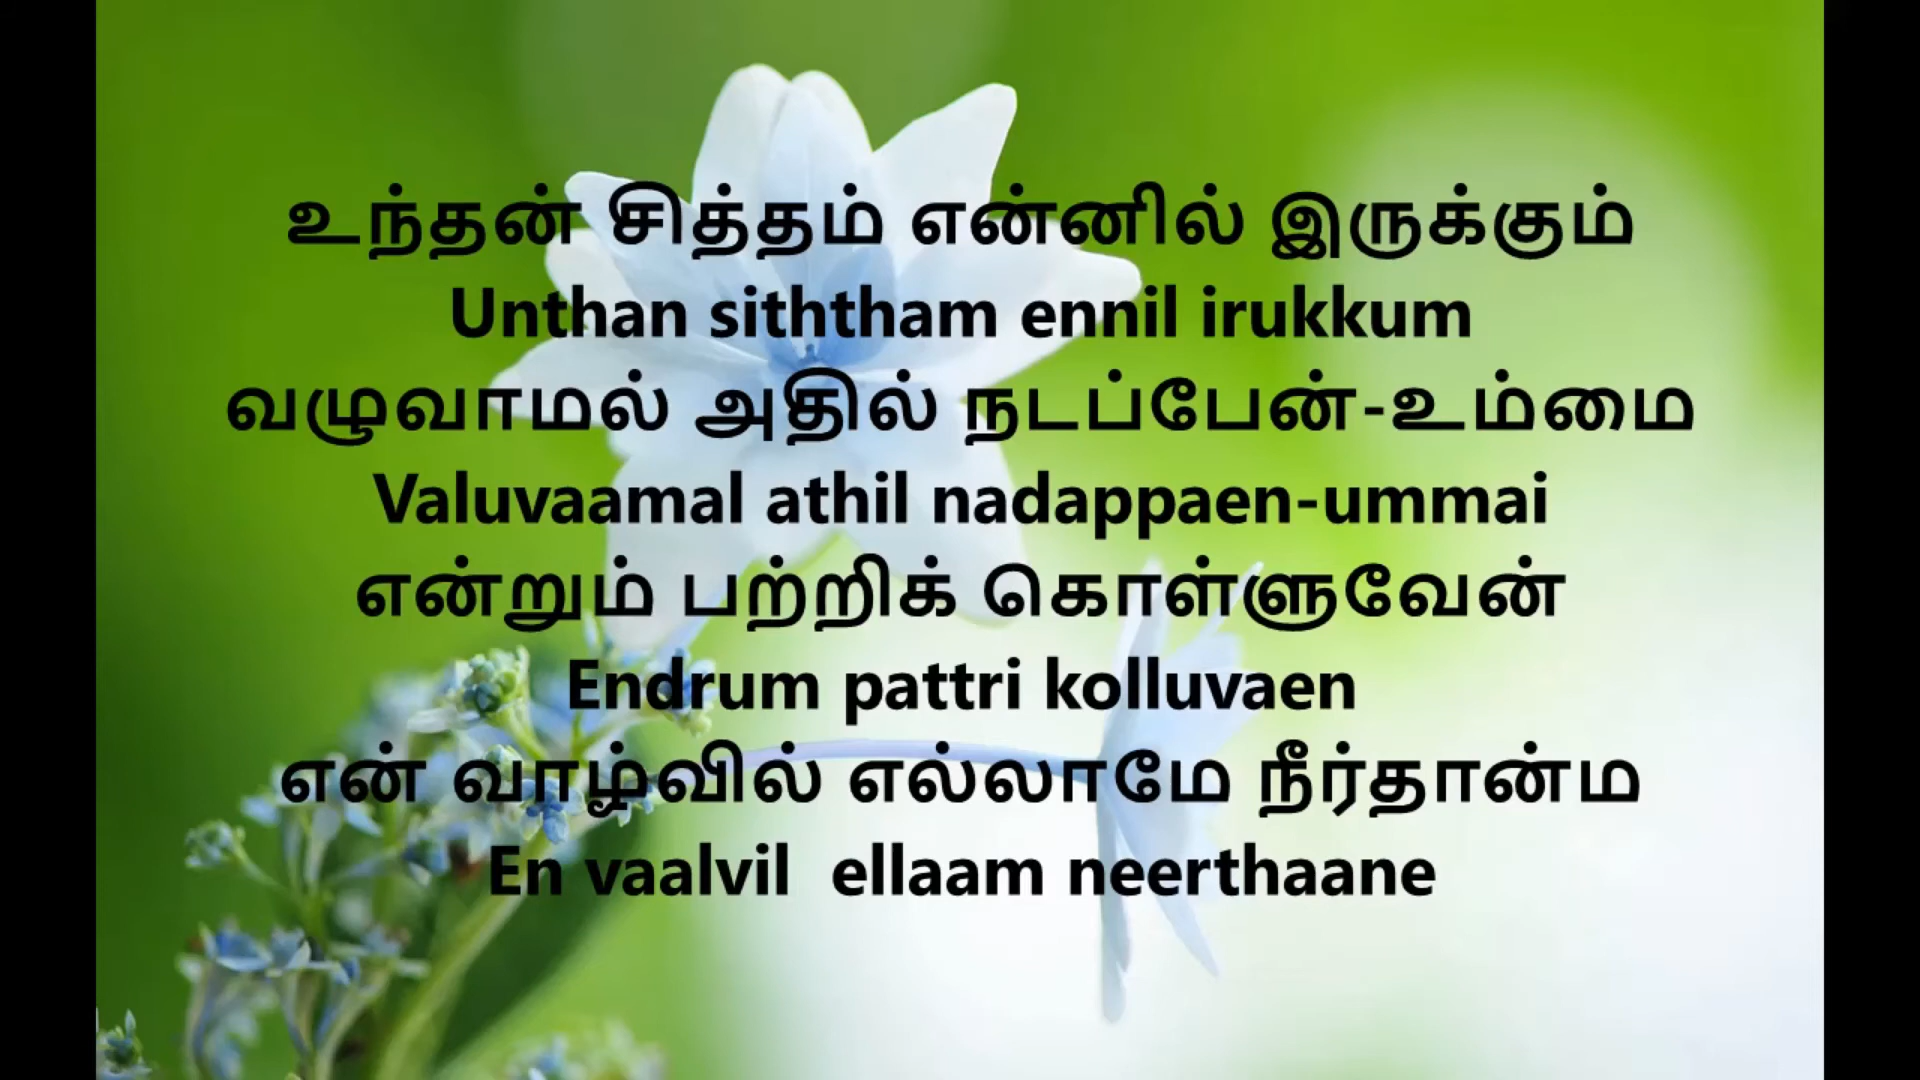 உந்தன் சித்தம் என்னில் இருக்கும்
Unthan siththam ennil irukkum
வழுவாமல் அதில் நடப்பேன்-உம்மை
Valuvaamal athil nadappaen-ummai
என்றும் பற்றிக் கொள்ளுவேன்
Endrum pattri kolluvaen
என் வாழ்வில் எல்லாமே நீர்தான்ம
En vaalvil ellaam neerthaane